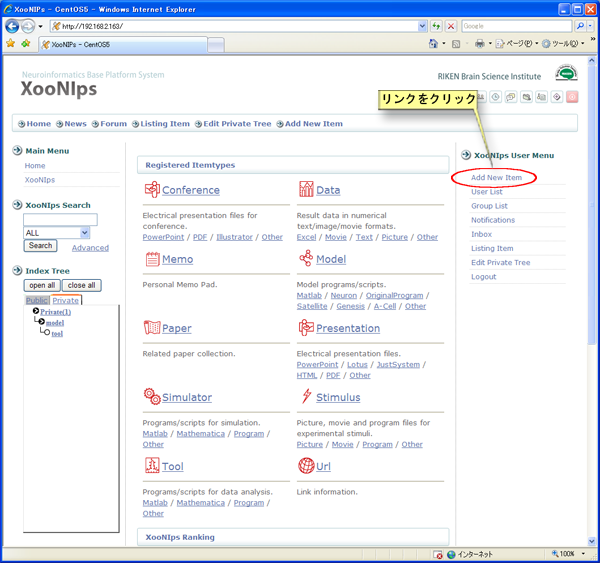 XooNIps - CentOS5 - Windows Internet Explorer
http://192.168.2.163/
Google
XooNIPs - CentOS5
ページ(P)
ツール(O)
Neuroinformatics Base Platform System
XooNIps
RIKEN Brain Science Institute
リンクをクリック
Home
News
Forum
Listing Item
Edit Private Tree
Add New Item
Main Menu
Home
XooNIPs
XooNIps Search
ALL
Search
Advanced
Index Tree
open all
close all
Public
Private
Private(1)
model
tool
Registered Itemtypes
Conference
Electrical presentation files for
conference.
PowerPoint / PDF / Illustrator / Other
Data
Result data in numerical
text/image/movie formats.
Excel / Movie / Text / Picture / Other
Memo
Personal Memo Pad.
Model
Model programs/scripts.
Matlab / Neuron / OriginalProgram /
Satellite / Genesis / A-Cell / Other
Paper
Related paper collection.
Presentation
Electrical presentation files.
PowerPoint / Lotus / JustSystem /
HTML / PDF / Other
Simulator
Programs/scripts for simulation.
Matlab / Mathematica / Program /
Other
Stimulus
Picture, movie and program files for
experimental stimuli.
Picture / Movie / Program / Other
Tool
Programs/scripts for data analysis.
Matlab / Mathematica / Program /
Other
Url
Link information.
XooNIps Ranking
XooNIps User Menu
Add New Item
User List
Group List
Notifications
Inbox
Listing Item
Edit Private Tree
Logout
インターネット
100%